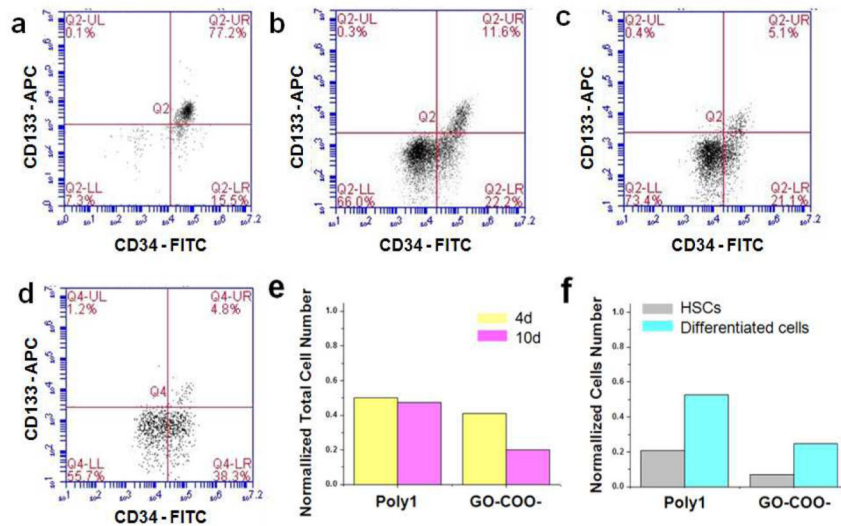 a
Q2-UL
0.1%
Q2-UR
77.2%
Q2
Q2-LL
7.3%
Q2-LR
15.5%
CD133-APC
CD34-FITC
b
Q2-UL
0.3%
Q2-UR
11.6%
Q2
Q2-LL
66.0%
Q2-LR
22.2%
CD133-APC
CD34-FITC
c
Q2-UL
0.4%
Q2-UR
5.1%
Q2
Q2-LL
73.4%
Q2-LR
21.1%
CD133-APC
CD34-FITC
d
Q4-UL
1.2%
Q4-UR
4.8%
Q4
Q4-LL
55.7%
Q4-LR
38.3%
CD133-APC
CD34-FITC
e
Normallized Total Cell Number
1.0
0.8
0.6
0.4
0.2
0.0
4d
10d
Poly1 GO-COO-
f
Normallized Cells Number
1.0
0.8
0.6
0.4
0.2
0.0
HSCs
Differentiated cells
Poly1 GO-COO-